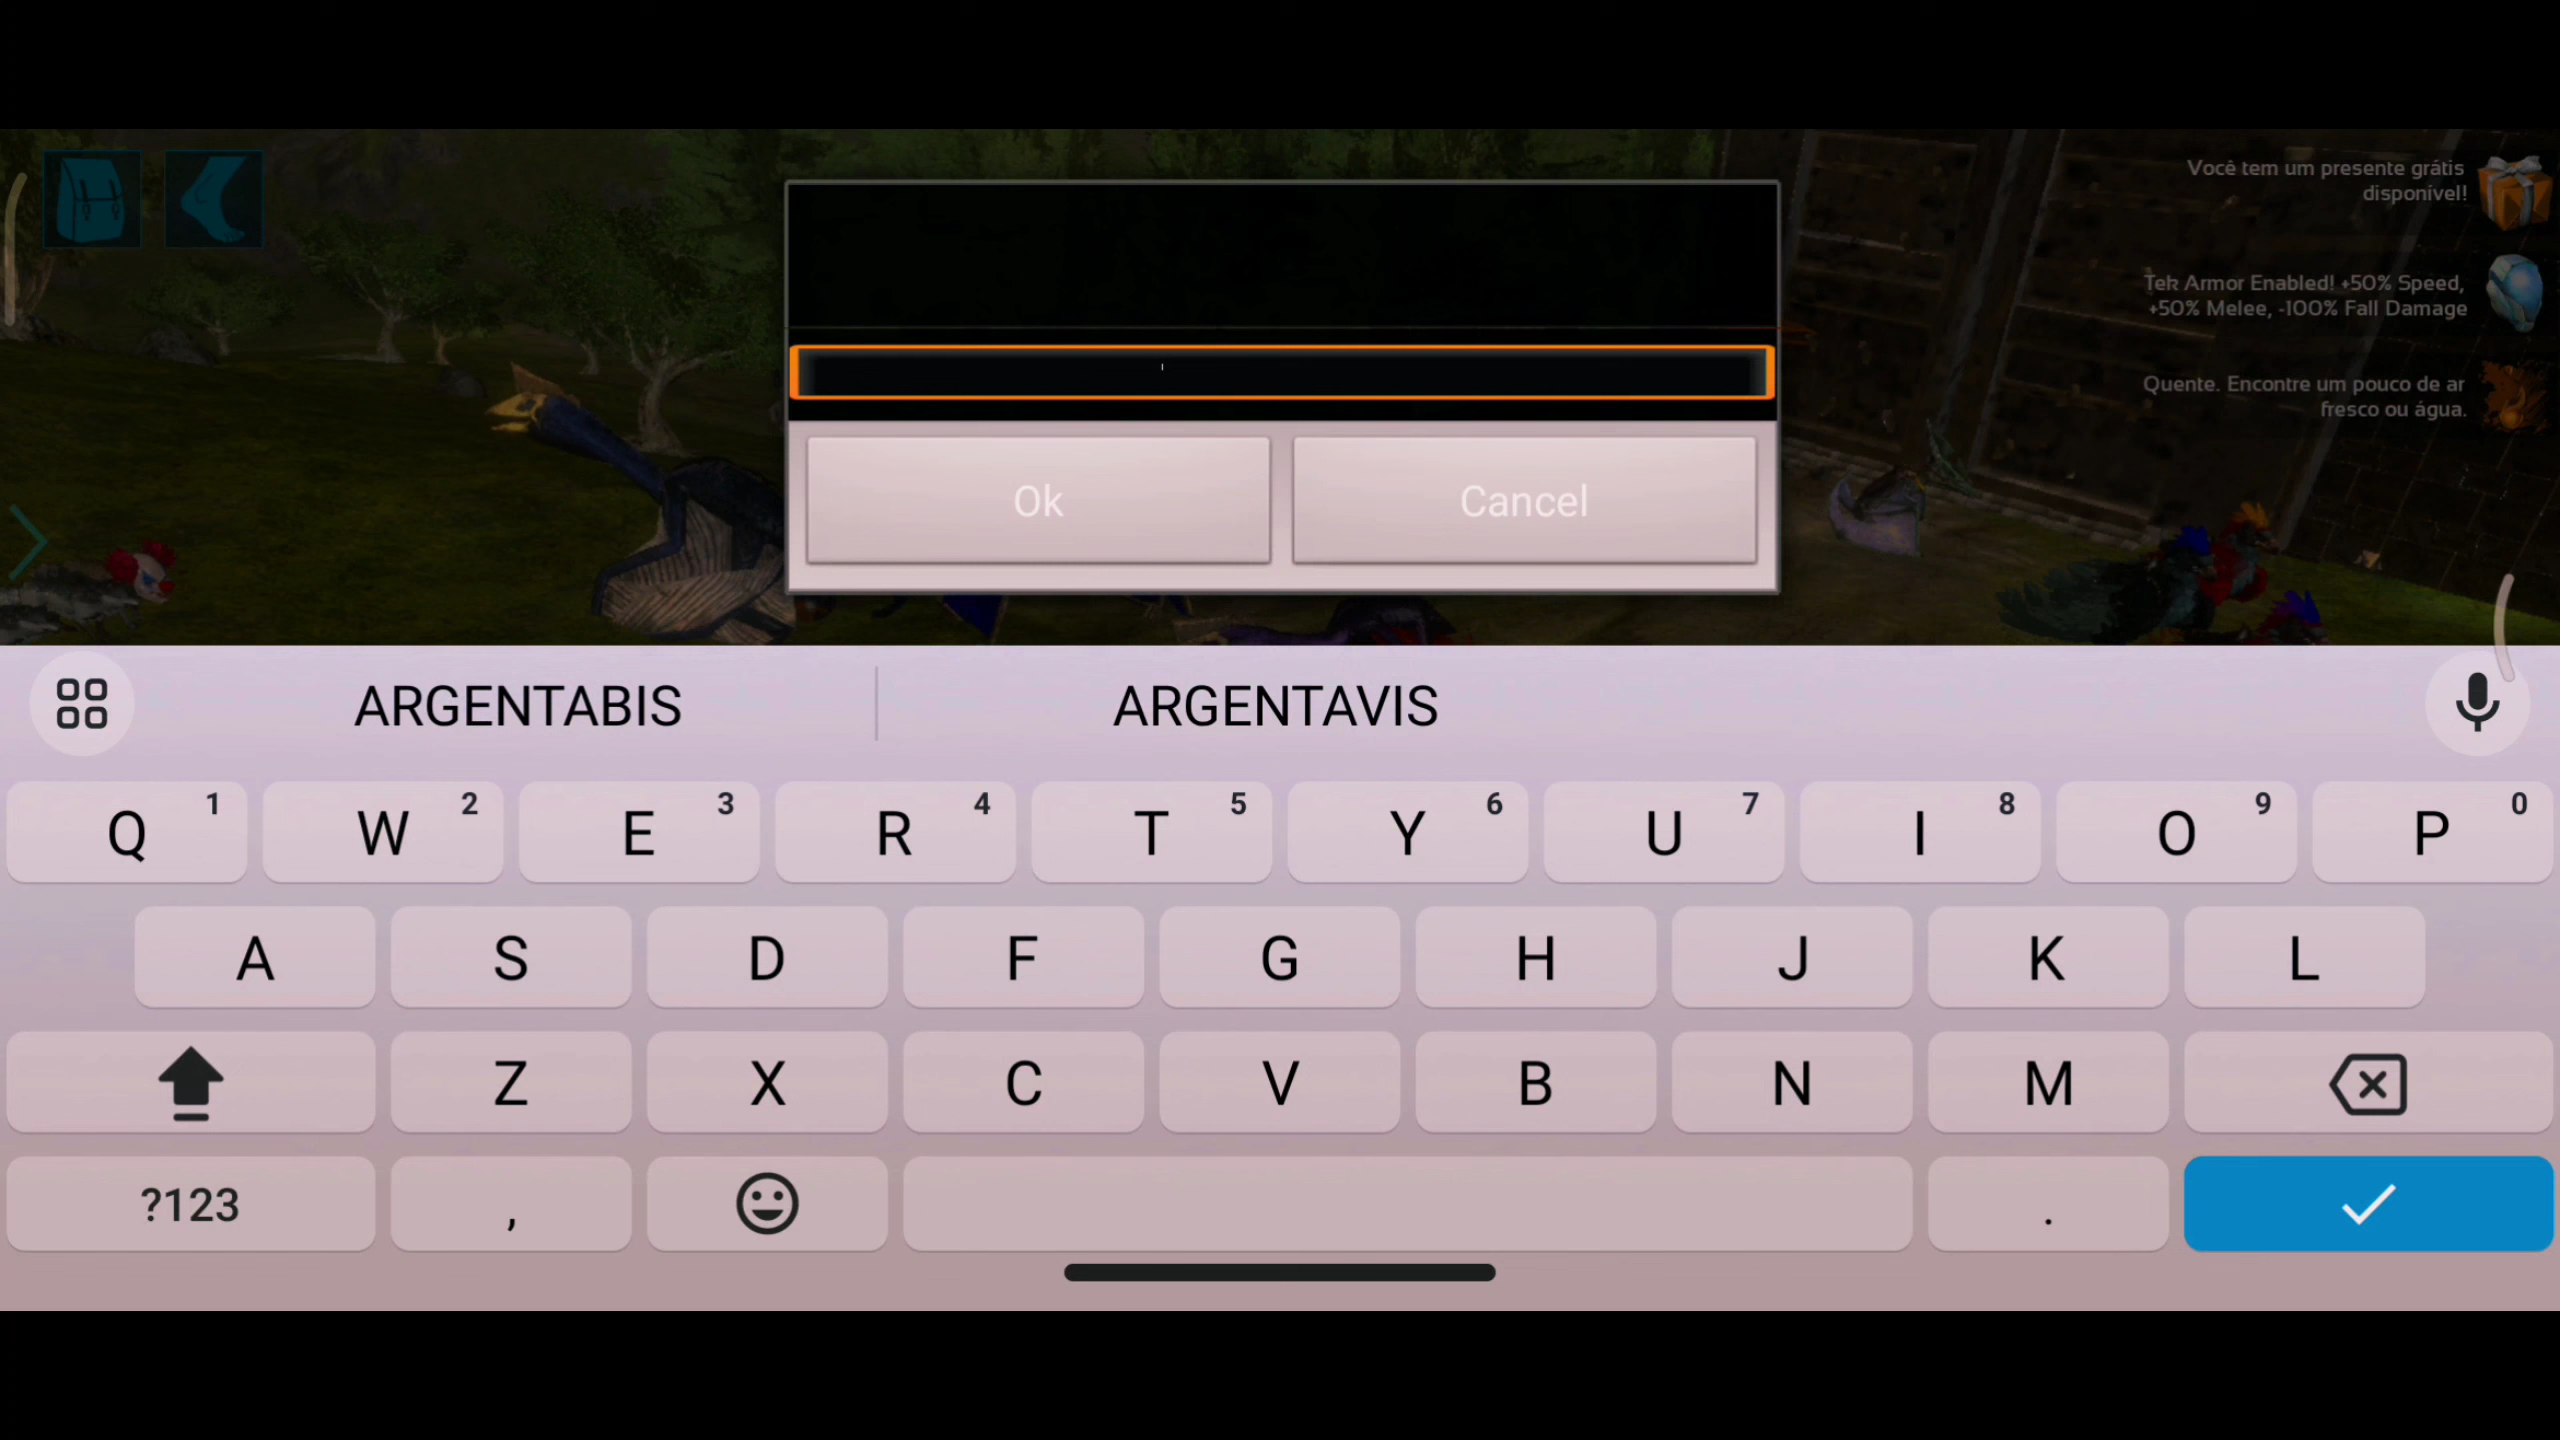 Você tem um presente grátis
disponível!
Tek Armor Enabled! +50% Speed,
+50% Melee, -100% Fall Damage
Quente. Encontre um pouco de ar
fresco ou água.
Ok
Cancel
ARGENTABIS
ARGENTAVIS
Q 1 W 2 E 3 R 4 T 5 Y 6 U 7 I 8 O 9 P 0
A S D F G H J K L
Z X C V B N M
?123 , .